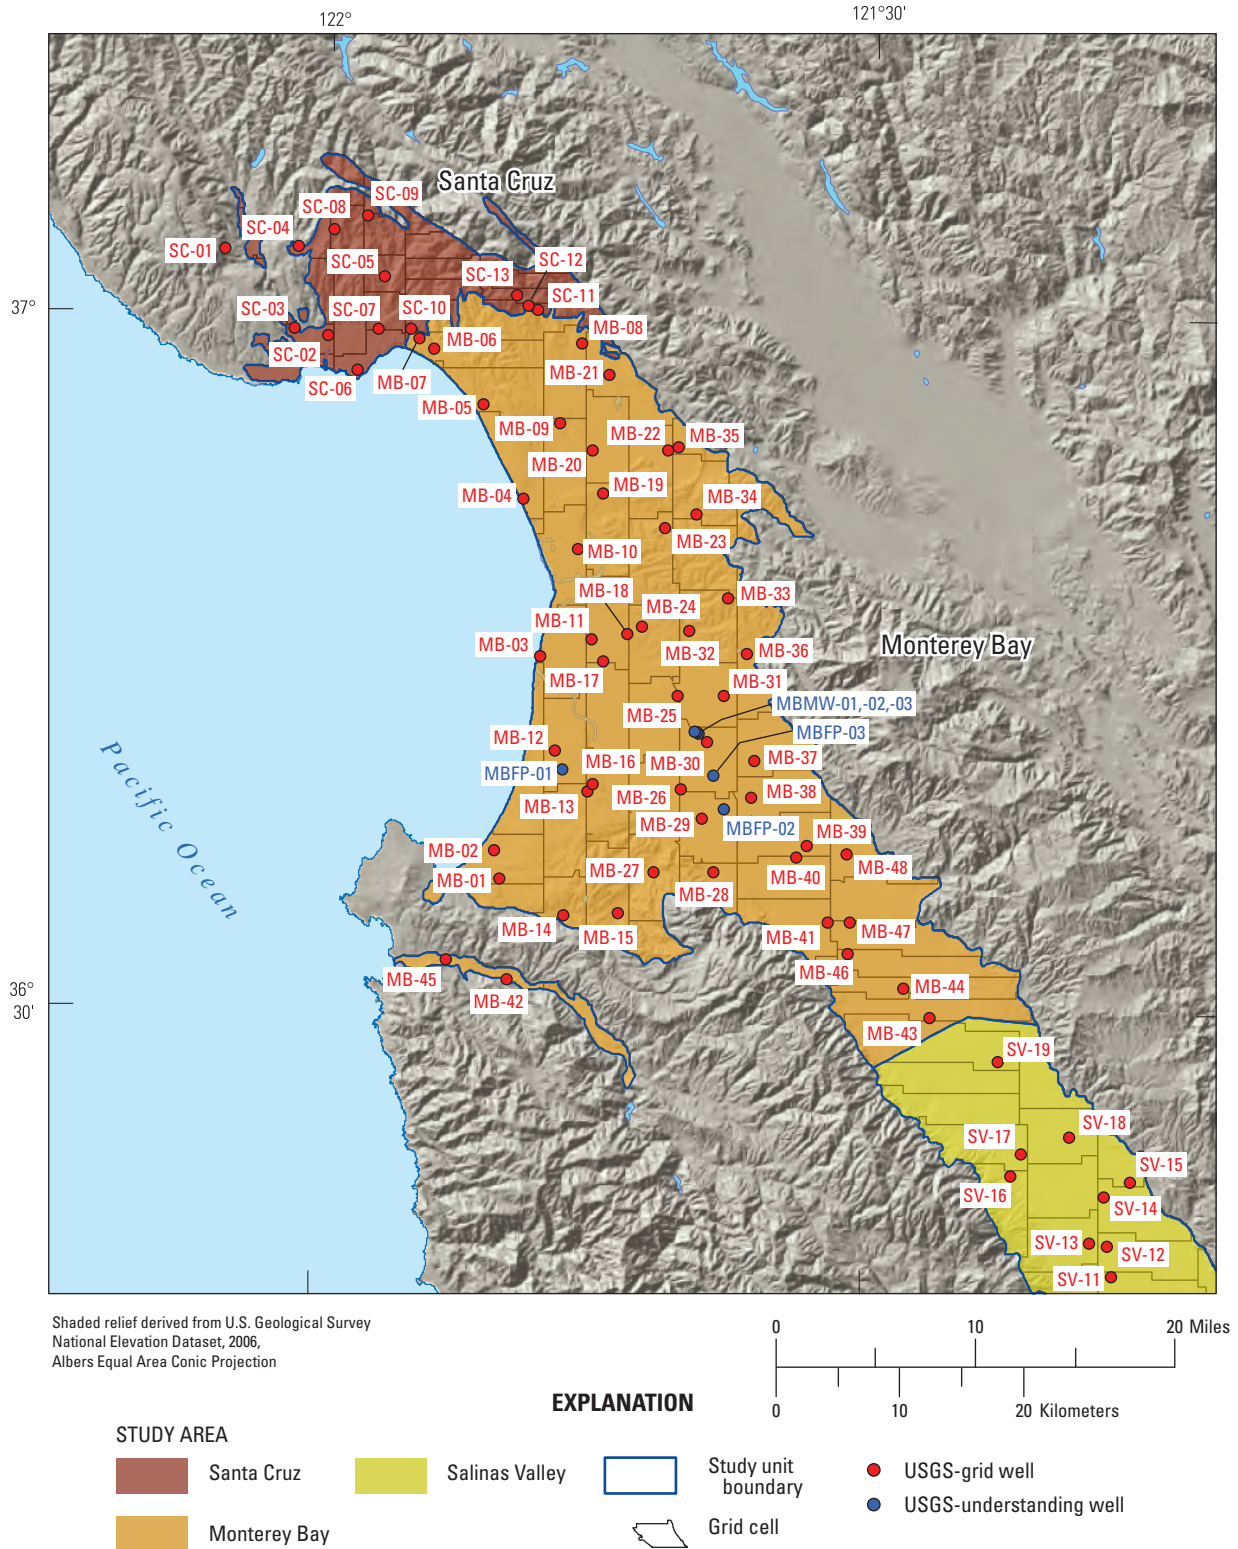 122°
121°30'
Santa Cruz
SC-09
SC-08
SC-04
SC-01
SC-05
SC-12
SC-13
SC-11
37°
SC-03
SC-07
SC-10
MB-08
MB-06
SC-02
MB-21
SC-06
MB-07
MB-05
MB-09
MB-22
MB-35
MB-20
MB-19
MB-04
MB-34
MB-23
MB-10
MB-18
MB-33
MB-24
MB-11
MB-03
MB-32
MB-36
Monterey Bay
MB-17
MB-31
MBMW-01,-02,-03
MB-25
MBFP-03
MB-12
MB-16
MB-30
MB-37
MBFP-01
MB-13
MB-26
MB-38
MB-29
MBFP-02
MB-39
Pacific Ocean
MB-02
MB-48
MB-01
MB-27
MB-40
MB-28
MB-14
MB-15
MB-41
MB-47
MB-46
MB-45
MB-42
MB-44
36°
30'
MB-43
SV-19
SV-18
SV-17
SV-15
SV-16
SV-14
SV-13
SV-12
SV-11
Shaded relief derived from U.S. Geological Survey
National Elevation Dataset, 2006,
Albers Equal Area Conic Projection
0 10 20 Miles
0 10 20 Kilometers
EXPLANATION
STUDY AREA
Santa Cruz
Salinas Valley
Study unit
boundary
USGS-grid well
USGS-understanding well
Monterey Bay
Grid cell